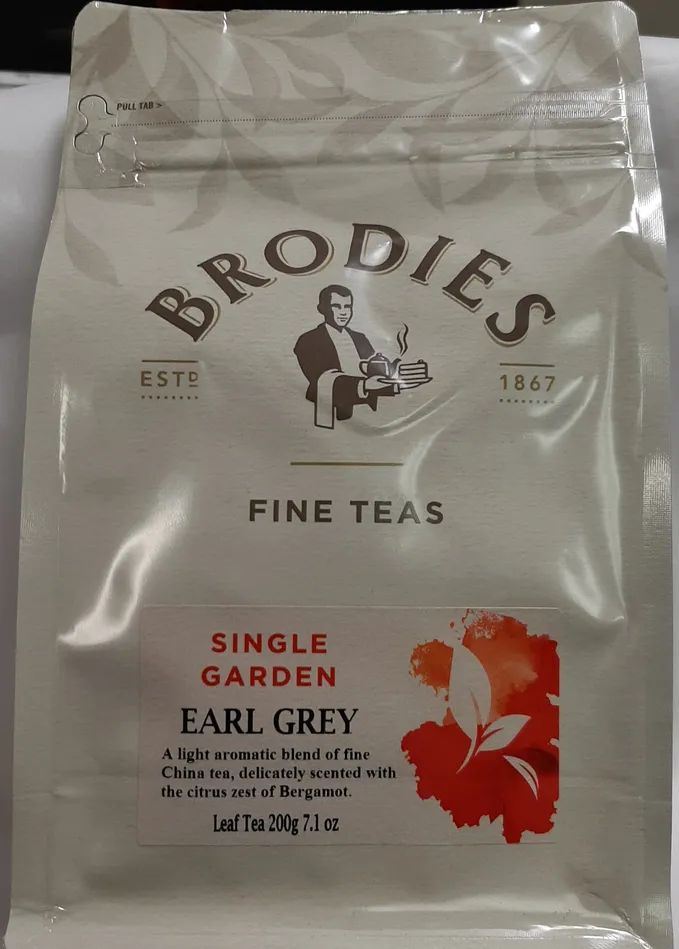 PULL TAB >
BRODIES
ESTD
1867
FINE TEAS
SINGLE
GARDEN
EARL GREY
A light aromatic blend of fine
China tea, delicately scented with
the citrus zest of Bergamot.
Leaf Tea 200g 7.1 oz